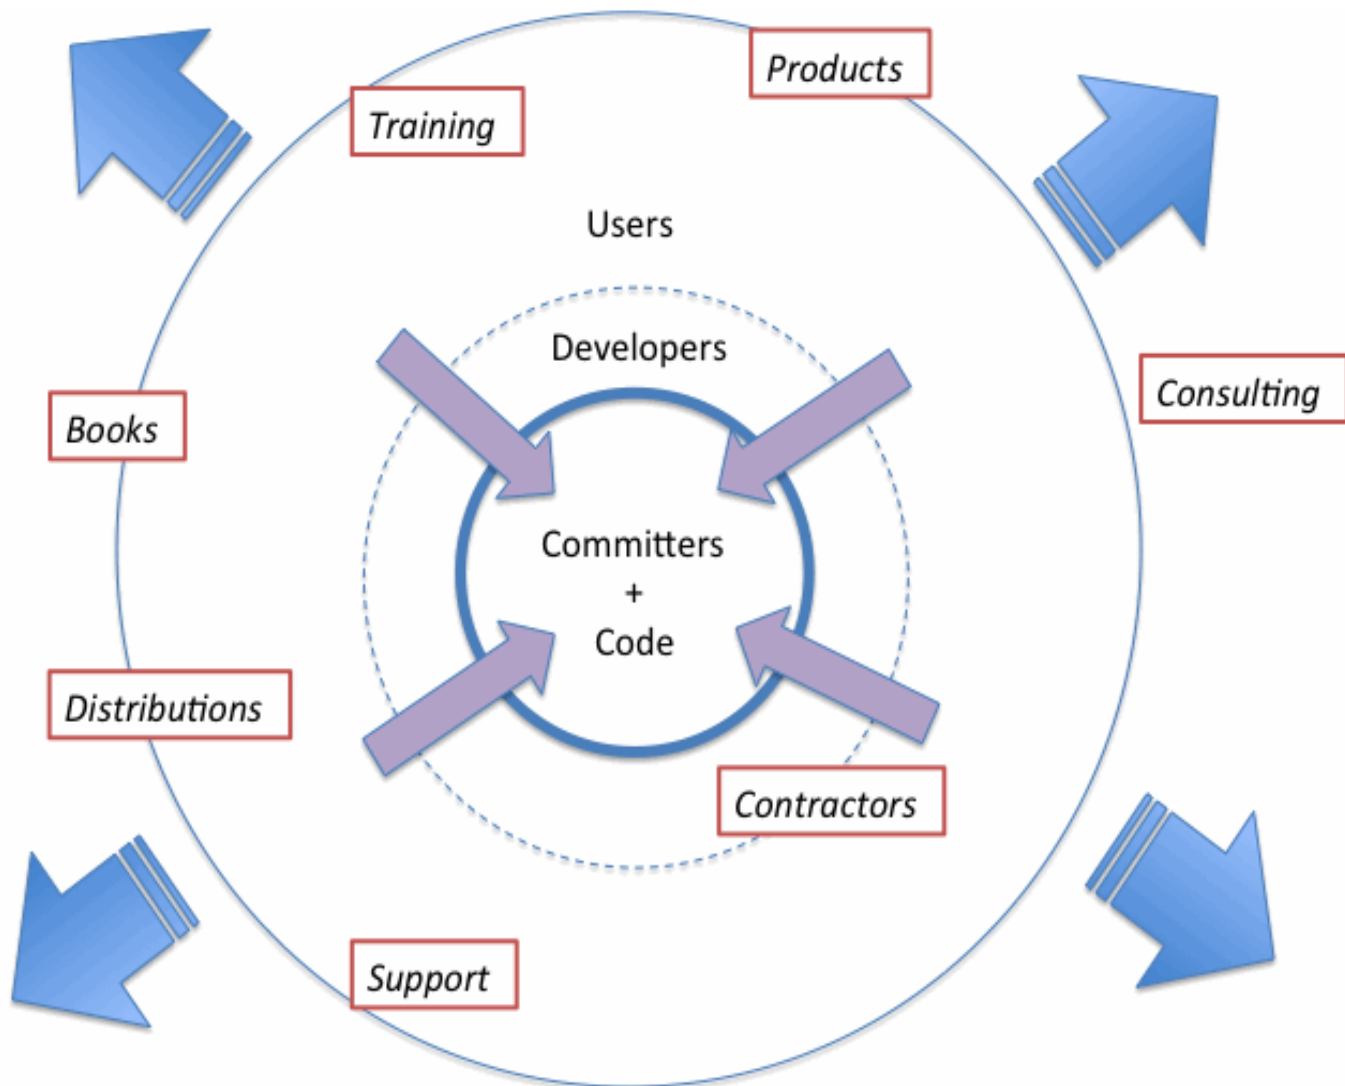 Products
Training
Users
Developers
Consulting
Books
Committers
+
Code
Distributions
Contractors
Support